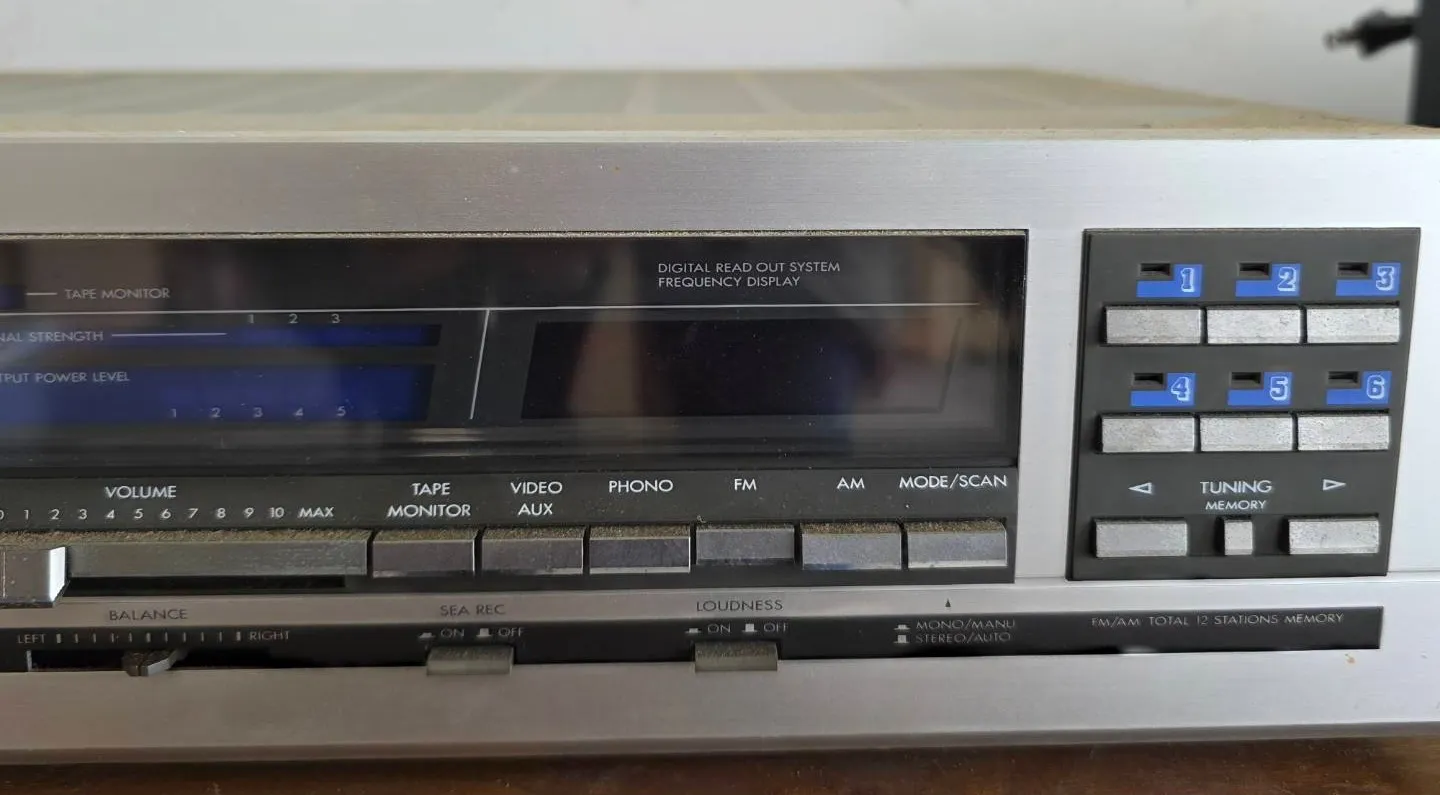 DIGITAL READ OUT SYSTEM
FREQUENCY DISPLAY
TAPE MONITOR
1 2 3
STRENGTH
POWER LEVEL
1 2 3 4 5
1 2 3
4 5 6
VOLUME
0 1 2 3 4 5 6 7 8 9 10 MAX
TAPE
MONITOR
VIDEO
AUX
PHONO
FM
AM
MODE/SCAN
TUNING
MEMORY
BALANCE
LEFT RIGHT
SEA REC
ON OFF
LOUDNESS
ON OFF
MONO/MANU
STEREO/AUTO
FM/AM TOTAL 12 STATIONS MEMORY